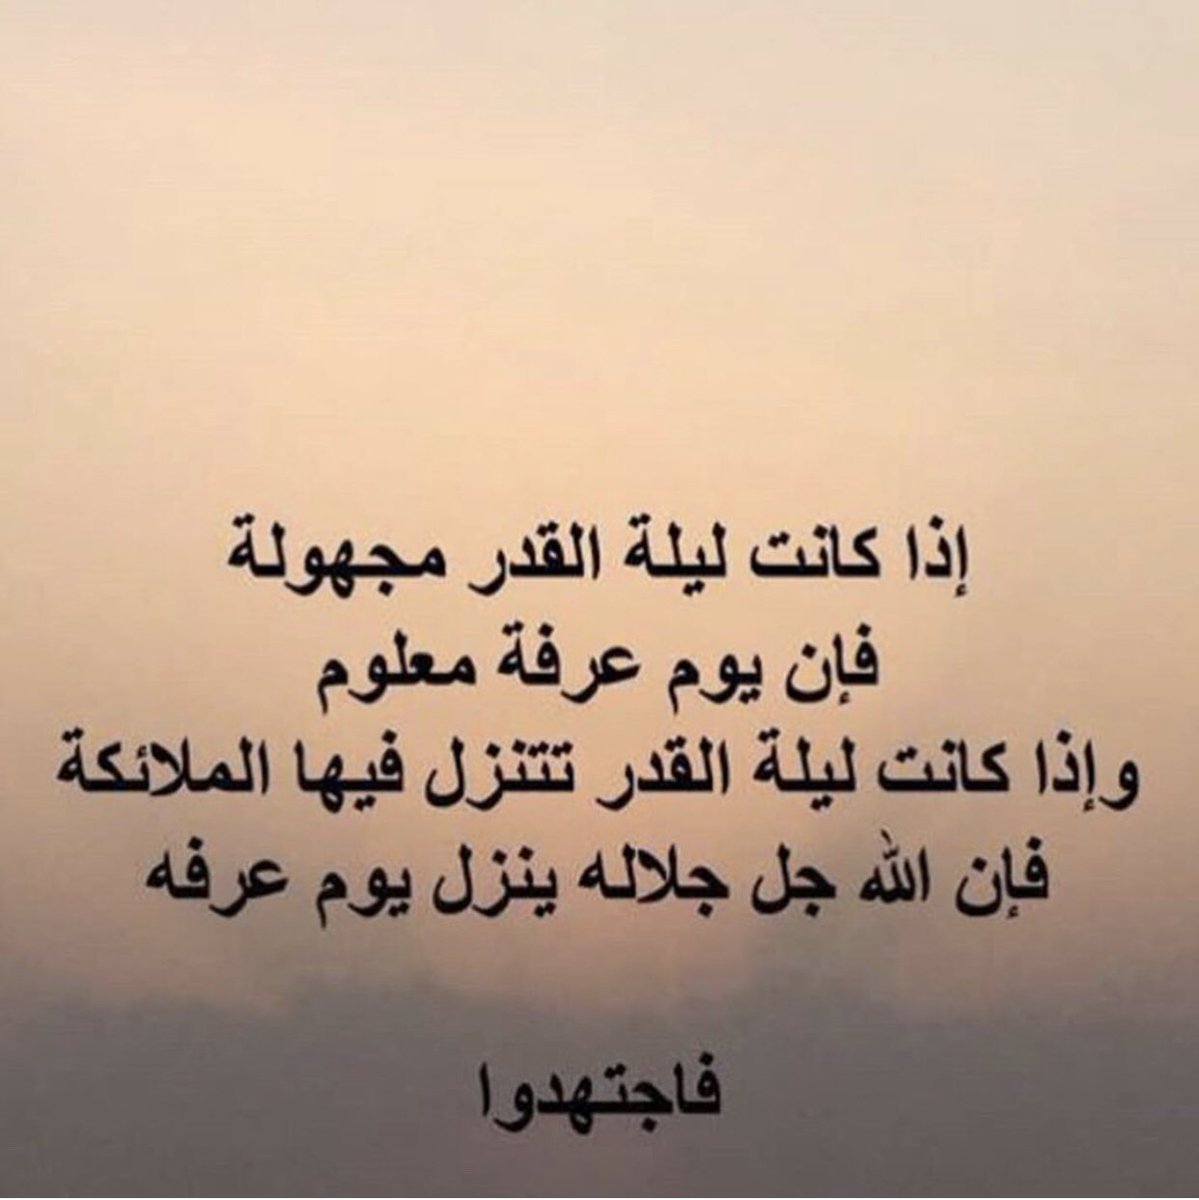 إذا كانت ليلة القدر مجهولة
فإن يوم عرفة معلوم
وإذا كانت ليلة القدر تتنزل فيها الملائكة
فإن الله جل جلاله ينزل يوم عرفه
فاجتهدوا